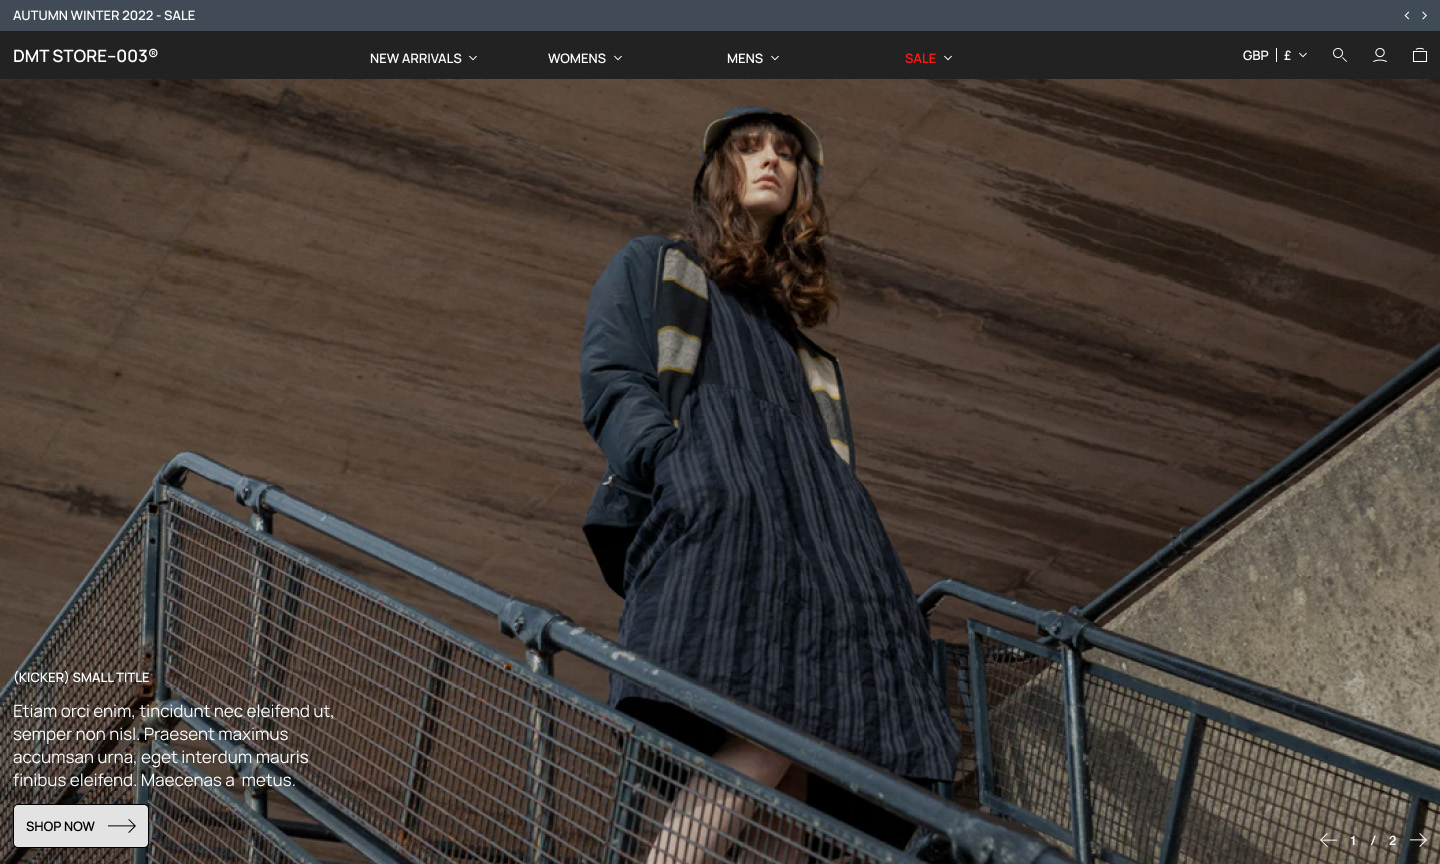 AUTUMN WINTER 2022 - SALE
DMT STORE–003®
NEW ARRIVALS
WOMENS
MENS
SALE
GBP | £
(KICKER) SMALL TITLE
Etiam orci enim, tincidunt nec eleifend ut,
semper non nisl. Praesent maximus
accumsan urna, eget interdum mauris
finibus eleifend. Maecenas a metus.
SHOP NOW
1 / 2